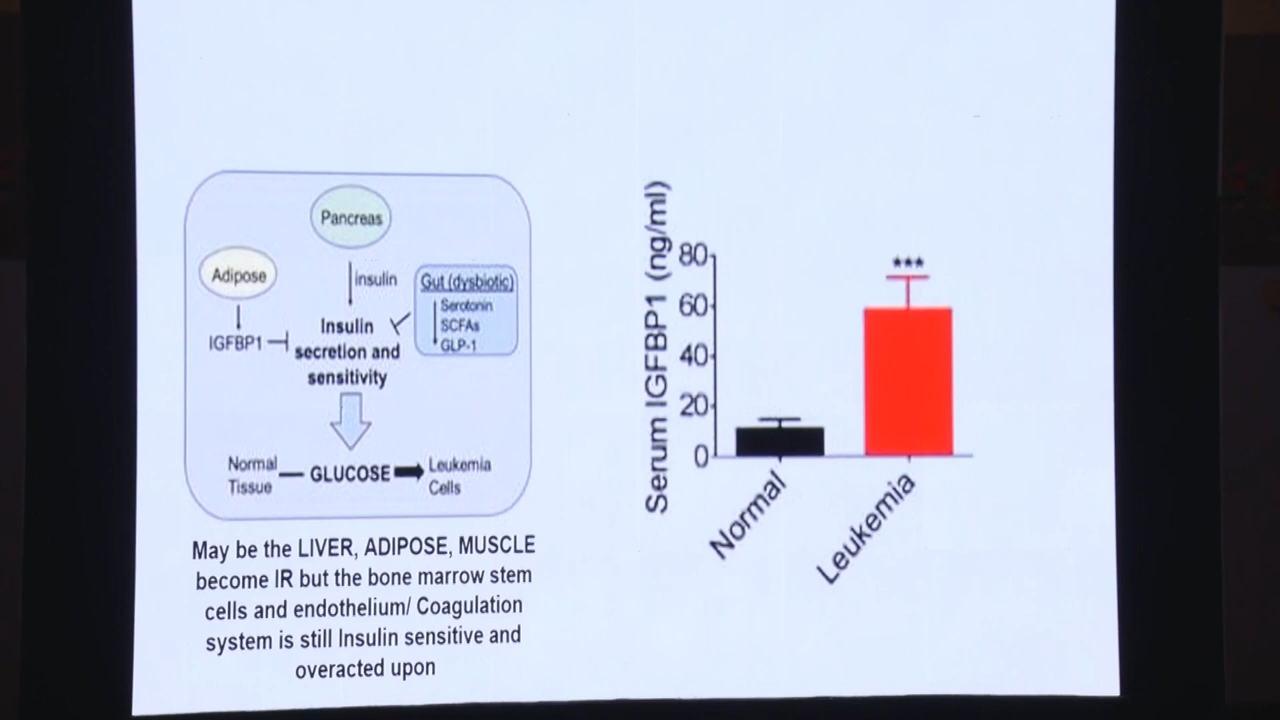 Pancreas
Adipose
insulin
Gut (dysbiotic)
Serotonin
SCFAs
GLP-1
IGFBP1
Insulin
secretion and
sensitivity
Normal
Tissue
GLUCOSE
Leukemia
Cells
May be the LIVER, ADIPOSE, MUSCLE
become IR but the bone marrow stem
cells and endothelium/ Coagulation
system is still Insulin sensitive and
overacted upon
Serum IGFBP1 (ng/ml)
80
60
40
20
0
***
Normal
Leukemia